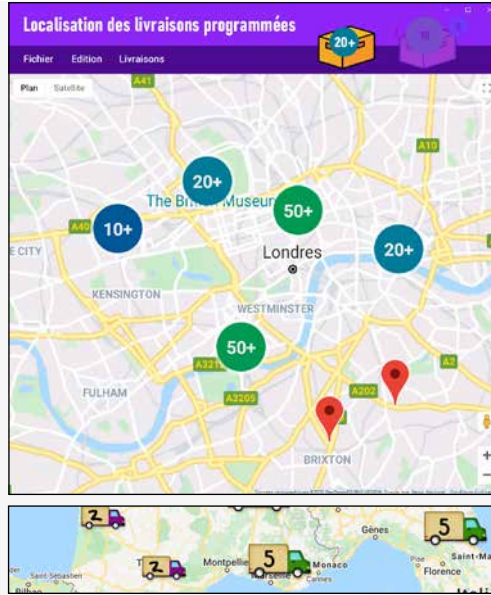 Localisation des livraisons programmées
20+
Fichier Edition Livraisons
Plan Satellite
A41
A10
20+
The British Museum
50+
A40
10+
20+
E CITY
Londres
KENSINGTON
WESTMINSTER
50+
A2
A202
FULHAM
A3205
BRIXTON
2
5
5
Gênes
2
Montpellier
Monaco
Pise
Saint-Ma
Marseille
Cannes
Florence
Saint-Sébastien
Bilbao
Itali